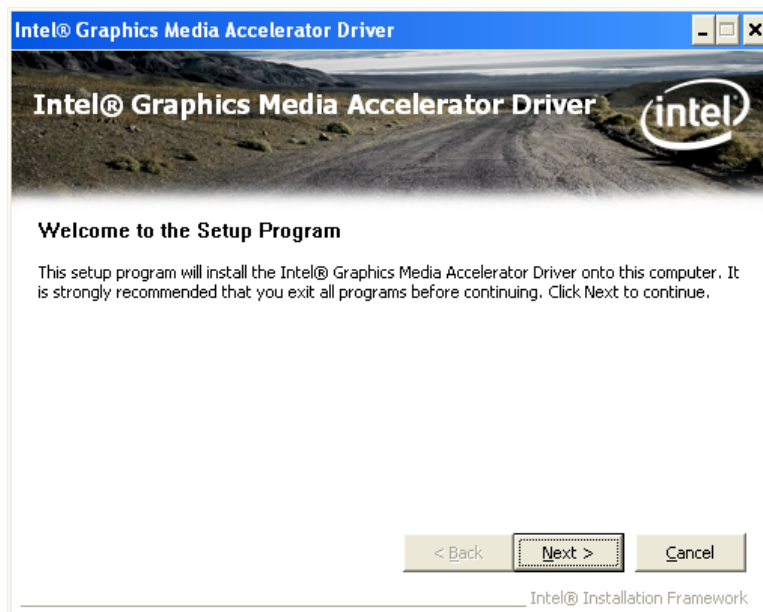 Intel® Graphics Media Accelerator Driver
Intel® Graphics Media Accelerator Driver
intel
Welcome to the Setup Program
This setup program will install the Intel® Graphics Media Accelerator Driver onto this computer. It
is strongly recommended that you exit all programs before continuing. Click Next to continue.
< Back Next > Cancel
Intel® Installation Framework